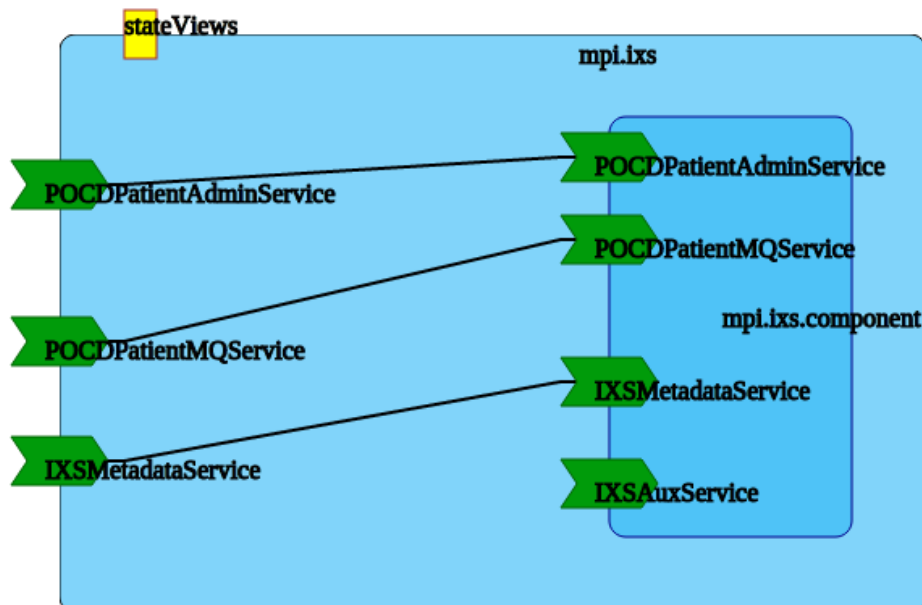 stateViews
mpi.ixs
POCDPatientAdminService
POCDPatientAdminService
POCDPatientMQService
POCDPatientMQService
mpi.ixs.component
IXSMetadataService
IXSMetadataService
IXSAuxService